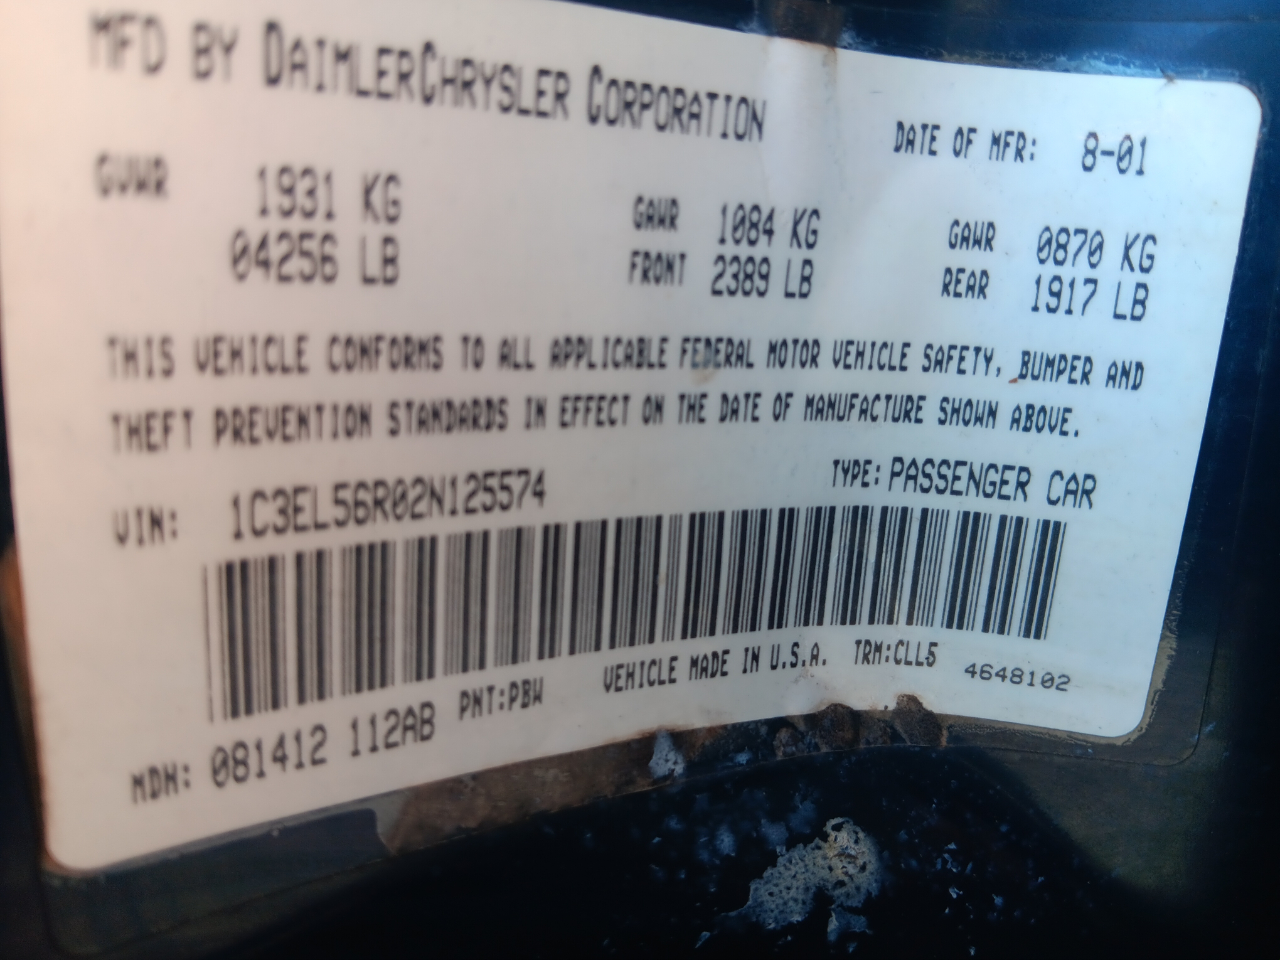 MFD BY DAIMLERCHRYSLER CORPORATION
DATE OF MFR: 8-01
GVWR 1931 KG
04256 LB
GAWR 1084 KG
FRONT 2389 LB
GAWR 0870 KG
REAR 1917 LB
THIS VEHICLE CONFORMS TO ALL APPLICABLE FEDERAL MOTOR VEHICLE SAFETY, BUMPER AND
THEFT PREVENTION STANDARDS IN EFFECT ON THE DATE OF MANUFACTURE SHOWN ABOVE.
VIN: 1C3EL56R02N125574
TYPE: PASSENGER CAR
MDH: 081412 112AB PNT:PBW
VEHICLE MADE IN U.S.A. TRM:CLL5 4648102